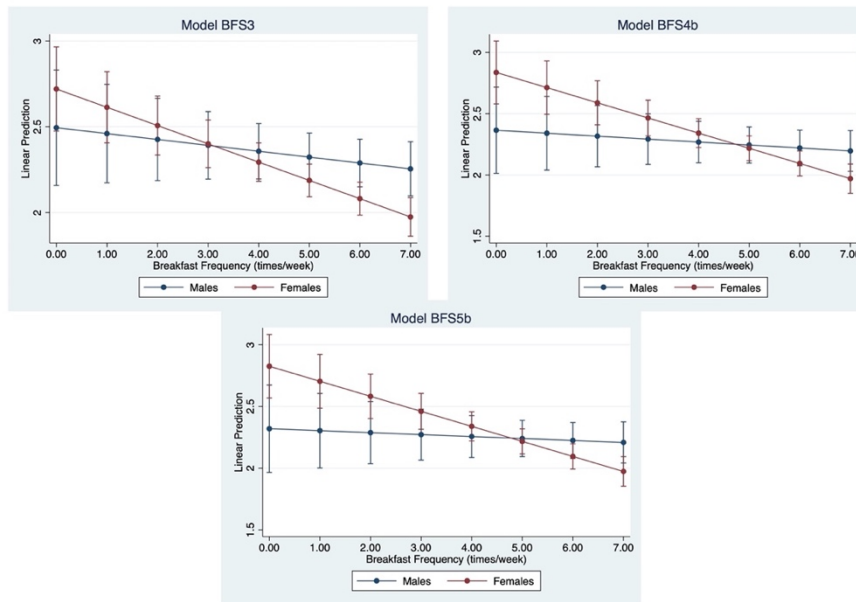 Model BFS3
3
2.5
2
Linear Prediction
0.00 1.00 2.00 3.00 4.00 5.00 6.00 7.00
Breakfast Frequency (times/week)
Males Females
Model BFS4b
3
2.5
2
1.5
Linear Prediction
0.00 1.00 2.00 3.00 4.00 5.00 6.00 7.00
Breakfast Frequency (times/week)
Males Females
Model BFS5b
3
2.5
2
1.5
Linear Prediction
0.00 1.00 2.00 3.00 4.00 5.00 6.00 7.00
Breakfast Frequency (times/week)
Males Females